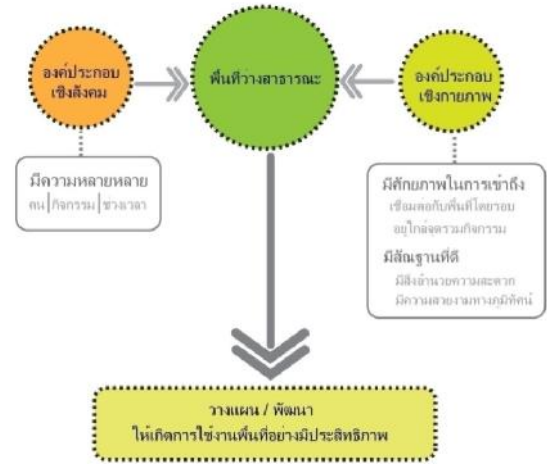 องค์ประกอบ
เชิงสังคม
พื้นที่ว่างสาธารณะ
องค์ประกอบ
เชิงกายภาพ
มีความหลายหลาย
คน|กิจกรรม|ช่วงเวลา
มีศักยภาพในการเข้าถึง
เชื่อมต่อกับพื้นที่โดยรอบ
อยู่ใกล้จุดรวมกิจกรรม
มีสัณฐานที่ดี
มีสิ่งอำนวยความสะดวก
มีความสวยงามทางภูมิทัศน์
วางแผน / พัฒนา
ให้เกิดการใช้งานพื้นที่อย่างมีประสิทธิภาพ